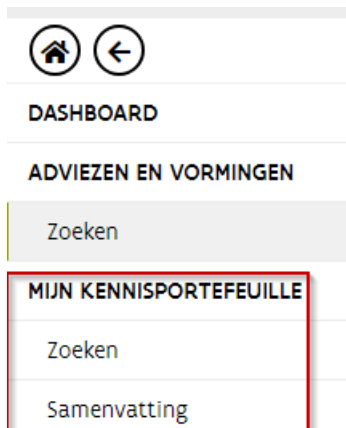 DASHBOARD
ADVIEZEN EN VORMINGEN
Zoeken
MIJN KENNISPORTEFEUILLE
Zoeken
Samenvatting